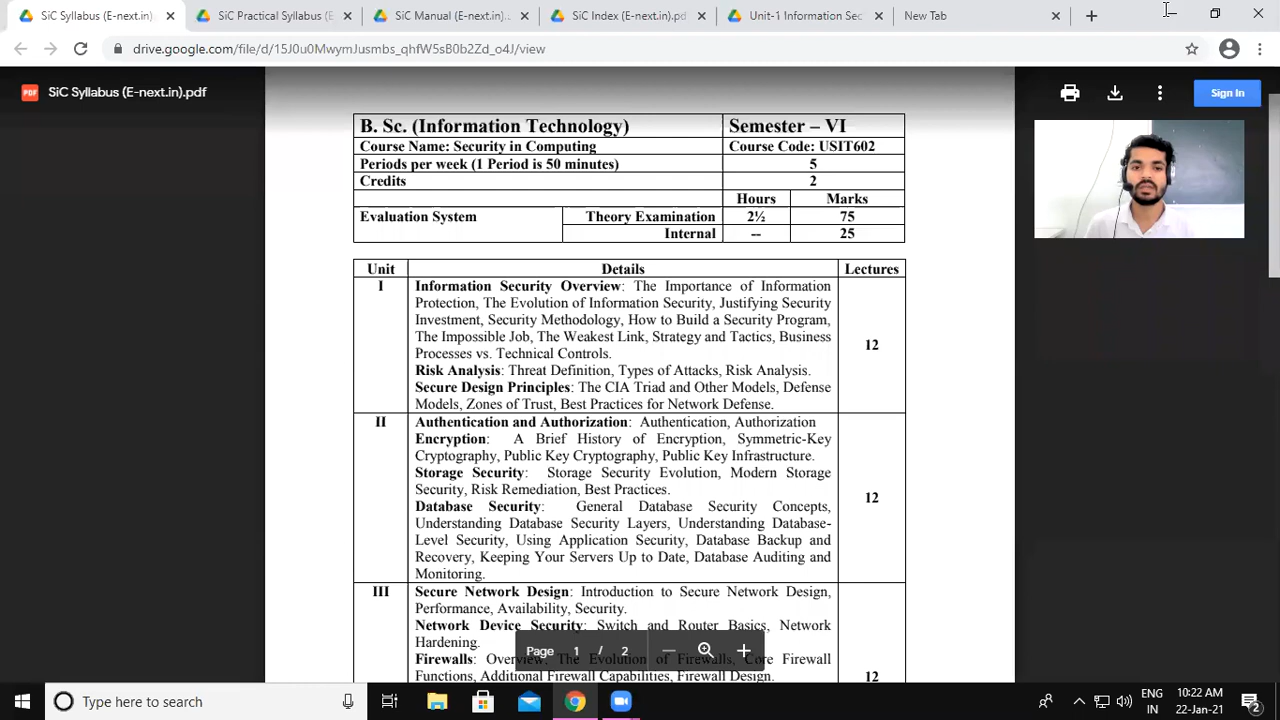 SiC Syllabus (E-next.in).pdf
SiC Practical Syllabus (E-next.in)
SiC Manual (E-next.in).pdf
SiC Index (E-next.in).pdf
Unit-1 Information Sec
New Tab
drive.google.com/file/d/15J0u0MwymJusmbs_qhfW5sB0b2Zd_o4J/view
PDF SiC Syllabus (E-next.in).pdf
Sign In
B. Sc. (Information Technology) Semester – VI
Course Name: Security in Computing Course Code: USIT602
Periods per week (1 Period is 50 minutes) 5
Credits 2
Hours Marks
Evaluation System Theory Examination 2½ 75
Internal -- 25
Unit Details Lectures
I Information Security Overview: The Importance of Information
Protection, The Evolution of Information Security, Justifying Security
Investment, Security Methodology, How to Build a Security Program,
The Impossible Job, The Weakest Link, Strategy and Tactics, Business
Processes vs. Technical Controls.
Risk Analysis: Threat Definition, Types of Attacks, Risk Analysis.
Secure Design Principles: The CIA Triad and Other Models, Defense
Models, Zones of Trust, Best Practices for Network Defense.
12
II Authentication and Authorization: Authentication, Authorization
Encryption: A Brief History of Encryption, Symmetric-Key
Cryptography, Public Key Cryptography, Public Key Infrastructure.
Storage Security: Storage Security Evolution, Modern Storage
Security, Risk Remediation, Best Practices.
Database Security: General Database Security Concepts,
Understanding Database Security Layers, Understanding Database-
Level Security, Using Application Security, Database Backup and
Recovery, Keeping Your Servers Up to Date, Database Auditing and
Monitoring.
12
III Secure Network Design: Introduction to Secure Network Design,
Performance, Availability, Security.
Network Device Security: Switch and Router Basics, Network
Hardening.
Firewalls: Overview, The Evolution of Firewalls, Core Firewall
Functions, Additional Firewall Capabilities, Firewall Design.
12
Page 1 / 2
Type here to search
ENG
IN
10:22 AM
22-Jan-21
2